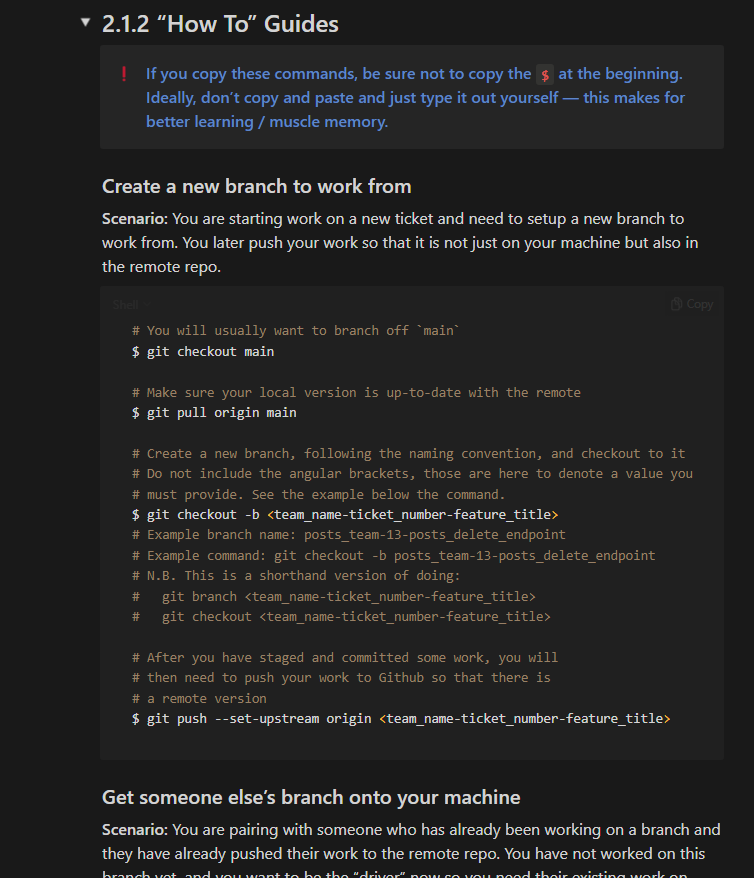 2.1.2 “How To” Guides
❗ If you copy these commands, be sure not to copy the $ at the beginning.
Ideally, don’t copy and paste and just type it out yourself — this makes for
better learning / muscle memory.
Create a new branch to work from
Scenario: You are starting work on a new ticket and need to setup a new branch to
work from. You later push your work so that it is not just on your machine but also in
the remote repo.
Shell
Copy
# You will usually want to branch off `main`
$ git checkout main
# Make sure your local version is up-to-date with the remote
$ git pull origin main
# Create a new branch, following the naming convention, and checkout to it
# Do not include the angular brackets, those are here to denote a value you
# must provide. See the example below the command.
$ git checkout -b <team_name-ticket_number-feature_title>
# Example branch name: posts_team-13-posts_delete_endpoint
# Example command: git checkout -b posts_team-13-posts_delete_endpoint
# N.B. This is a shorthand version of doing:
#   git branch <team_name-ticket_number-feature_title>
#   git checkout <team_name-ticket_number-feature_title>
# After you have staged and committed some work, you will
# then need to push your work to Github so that there is
# a remote version
$ git push --set-upstream origin <team_name-ticket_number-feature_title>
Get someone else’s branch onto your machine
Scenario: You are pairing with someone who has already been working on a branch and
they have already pushed their work to the remote repo. You have not worked on this
branch yet, and you want to be the “driver” now so you need their existing work on